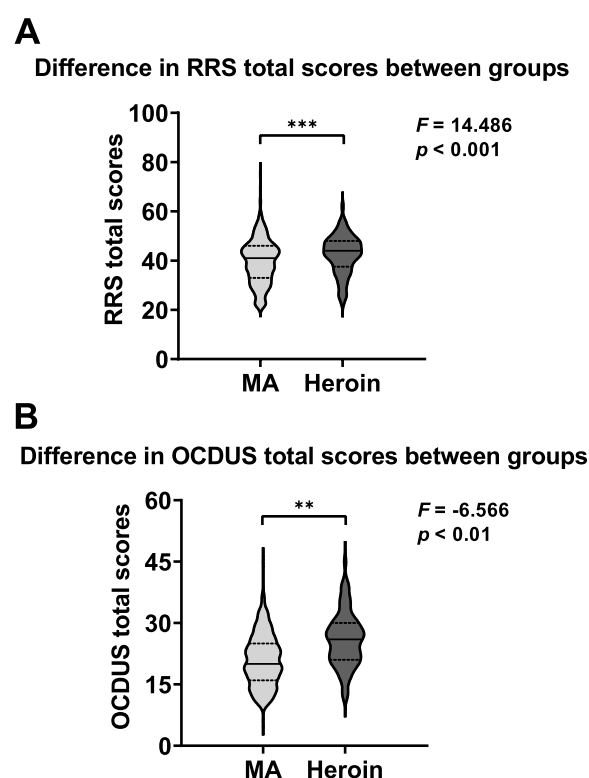 A
Difference in RRS total scores between groups
RRS total scores
100
80
60
40
20
0
***
F = 14.486
p < 0.001
MA Heroin
B
Difference in OCDUS total scores between groups
OCDUS total scores
60
45
30
15
0
**
F = -6.566
p < 0.01
MA Heroin